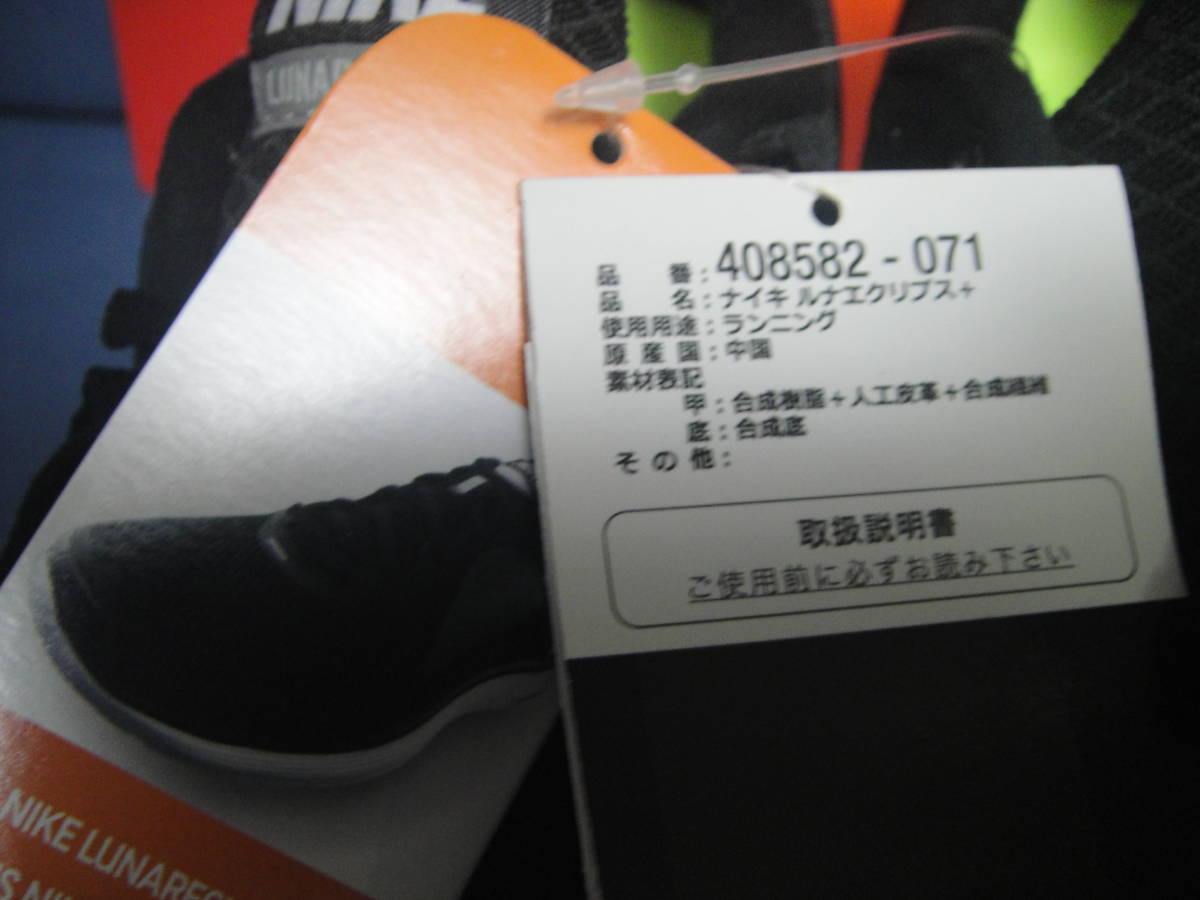 NIKE
LUNAR
品番:408582-071
品名:ナイキ ルナエクリプス+
使用用途:ランニング
原産国:中国
素材表記
甲:合成樹脂+人工皮革+合成繊維
底:合成底
その他:
取扱説明書
ご使用前に必ずお読み下さい
NIKE LUNAREC